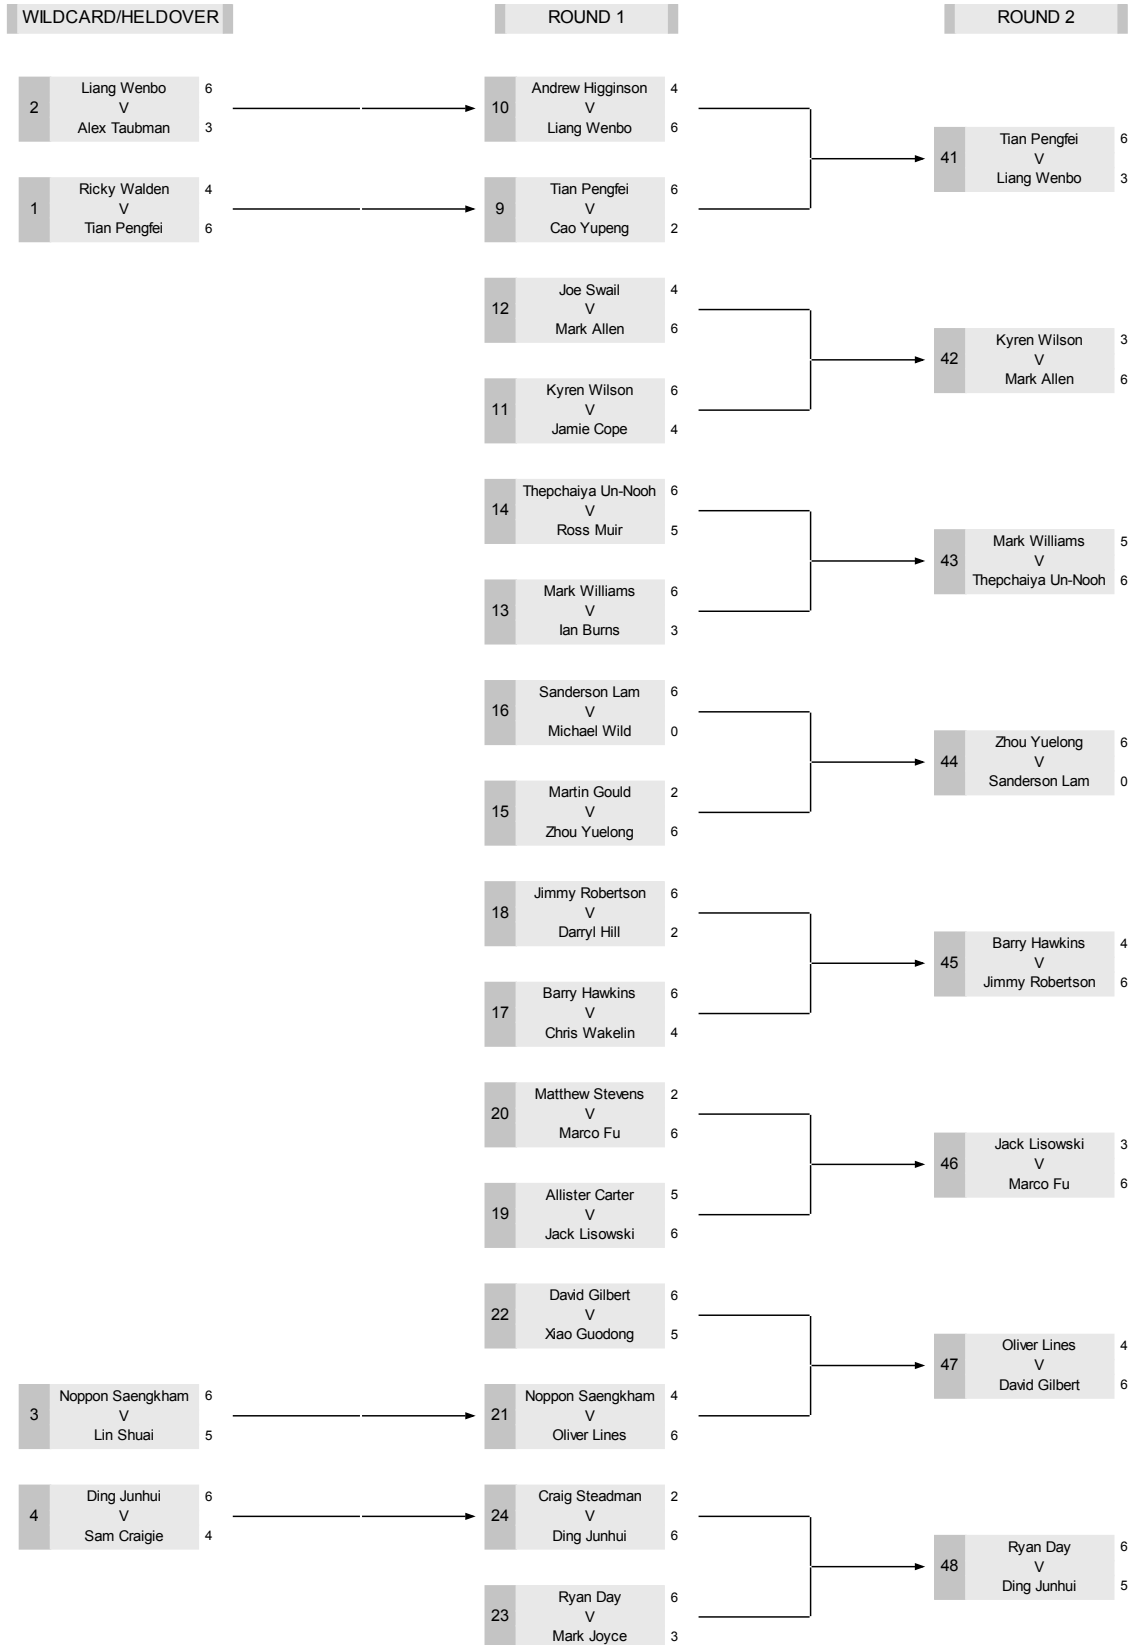 WILDCARD/HELDOVER
ROUND 1
ROUND 2
2
Liang Wenbo 6
V
Alex Taubman 3
1
Ricky Walden 4
V
Tian Pengfei 6
3
Noppon Saengkham 6
V
Lin Shuai 5
4
Ding Junhui 6
V
Sam Craigie 4
10
Andrew Higginson 4
V
Liang Wenbo 6
9
Tian Pengfei 6
V
Cao Yupeng 2
12
Joe Swail 4
V
Mark Allen 6
11
Kyren Wilson 6
V
Jamie Cope 4
14
Thepchaiya Un-Nooh 6
V
Ross Muir 5
13
Mark Williams 6
V
Ian Burns 3
16
Sanderson Lam 6
V
Michael Wild 0
15
Martin Gould 2
V
Zhou Yuelong 6
18
Jimmy Robertson 6
V
Darryl Hill 2
17
Barry Hawkins 6
V
Chris Wakelin 4
20
Matthew Stevens 2
V
Marco Fu 6
19
Allister Carter 5
V
Jack Lisowski 6
22
David Gilbert 6
V
Xiao Guodong 5
21
Noppon Saengkham 4
V
Oliver Lines 6
24
Craig Steadman 2
V
Ding Junhui 6
23
Ryan Day 6
V
Mark Joyce 3
41
Tian Pengfei 6
V
Liang Wenbo 3
42
Kyren Wilson 3
V
Mark Allen 6
43
Mark Williams 5
V
Thepchaiya Un-Nooh 6
44
Zhou Yuelong 6
V
Sanderson Lam 0
45
Barry Hawkins 4
V
Jimmy Robertson 6
46
Jack Lisowski 3
V
Marco Fu 6
47
Oliver Lines 4
V
David Gilbert 6
48
Ryan Day 6
V
Ding Junhui 5